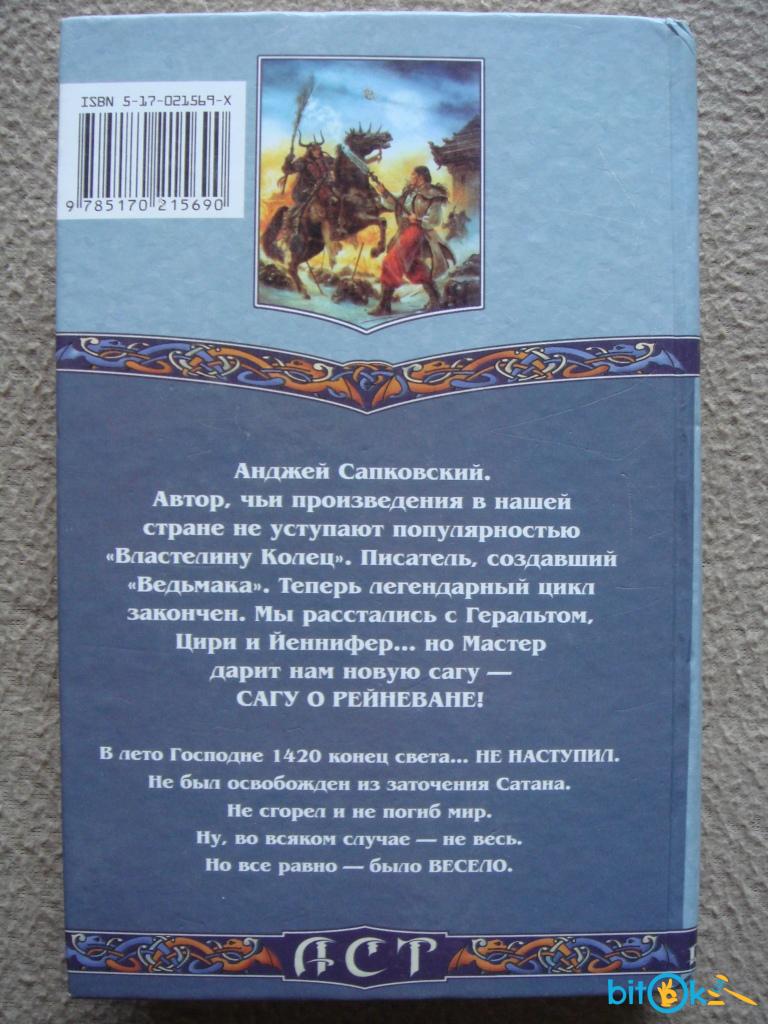 ISBN 5-17-021569-X
9 785170 215690
Анджей Сапковский.
Автор, чьи произведения в нашей
стране не уступают популярностью
«Властелину Колец». Писатель, создавший
«Ведьмака». Теперь легендарный цикл
закончен. Мы расстались с Геральтом,
Цири и Йеннифер... но Мастер
дарит нам новую сагу —
САГУ О РЕЙНЕВАНЕ!
В лето Господне 1420 конец света... НЕ НАСТУПИЛ.
Не был освобожден из заточения Сатана.
Не сгорел и не погиб мир.
Ну, во всяком случае — не весь.
Но все равно — было ВЕСЕЛО.
АСТ
bitOk